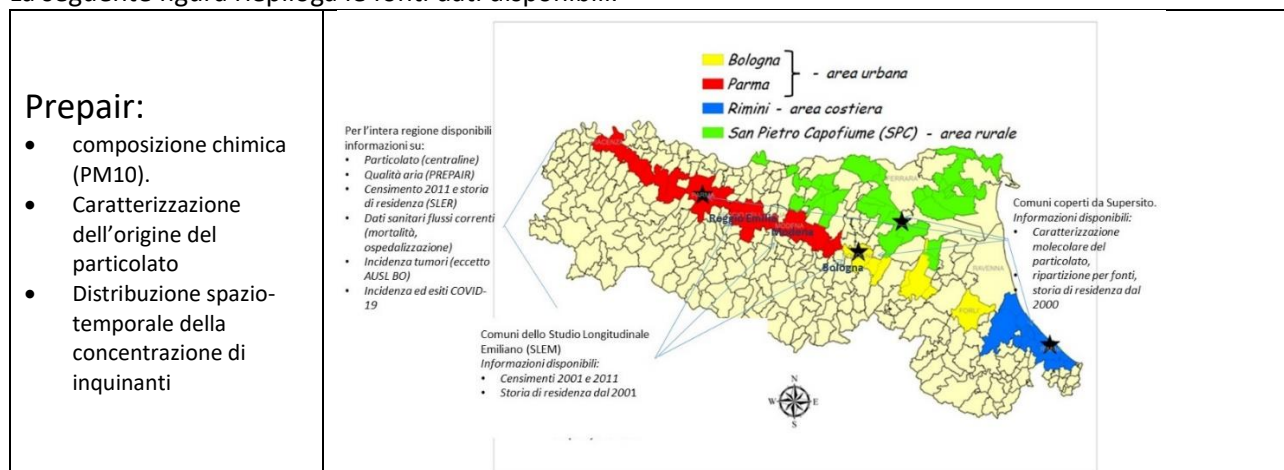 La seguente figura riepiloga le fonti dati disponibili.
Prepair:
• composizione chimica
(PM10).
• Caratterizzazione
dell'origine del
particolato
• Distribuzione spazio-
temporale della
concentrazione di
inquinanti
Bologna
Parma
- area urbana
Rimini - area costiera
San Pietro Capofiume (SPC) - area rurale
Per l'intera regione disponibili
informazioni su:
• Particolato (centraline)
• Qualità aria (PREPAIR)
• Censimento 2011 e storia
di residenza (SLER)
• Dati sanitari flussi correnti
(mortalità,
ospedalizzazione)
• Incidenza tumori (eccetto
AUSL BO)
• Incidenza ed esiti COVID-
19
FERRARA
Reggio Emilia
Modena
Bologna
RAVENNA
FORLI
Comuni coperti da Supersito.
Informazioni disponibili:
• Caratterizzazione
molecolare del
particolato,
• ripartizione per fonti,
• storia di residenza dal
2000
Comuni dello Studio Longitudinale
Emiliano (SLEM)
Informazioni disponibili:
• Censimenti 2001 e 2011
• Storia di residenza dal 2001
N
W E
S